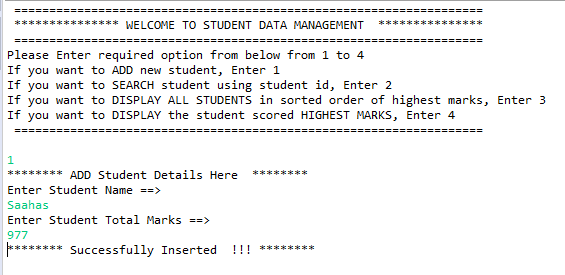 ===================================================================
*************** WELCOME TO STUDENT DATA MANAGEMENT ***************
===================================================================
Please Enter required option from below from 1 to 4
If you want to ADD new student, Enter 1
If you want to SEARCH student using student id, Enter 2
If you want to DISPLAY ALL STUDENTS in sorted order of highest marks, Enter 3
If you want to DISPLAY the student scored HIGHEST MARKS, Enter 4
===================================================================
1
******** ADD Student Details Here ********
Enter Student Name ==>
Saahas
Enter Student Total Marks ==>
977
******** Successfully Inserted !!! ********